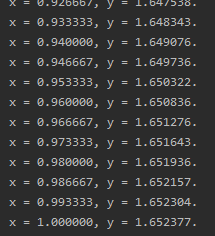 x = 0.926667, y = 1.647538.
x = 0.933333, y = 1.648343.
x = 0.940000, y = 1.649076.
x = 0.946667, y = 1.649736.
x = 0.953333, y = 1.650322.
x = 0.960000, y = 1.650836.
x = 0.966667, y = 1.651276.
x = 0.973333, y = 1.651643.
x = 0.980000, y = 1.651936.
x = 0.986667, y = 1.652157.
x = 0.993333, y = 1.652304.
x = 1.000000, y = 1.652377.